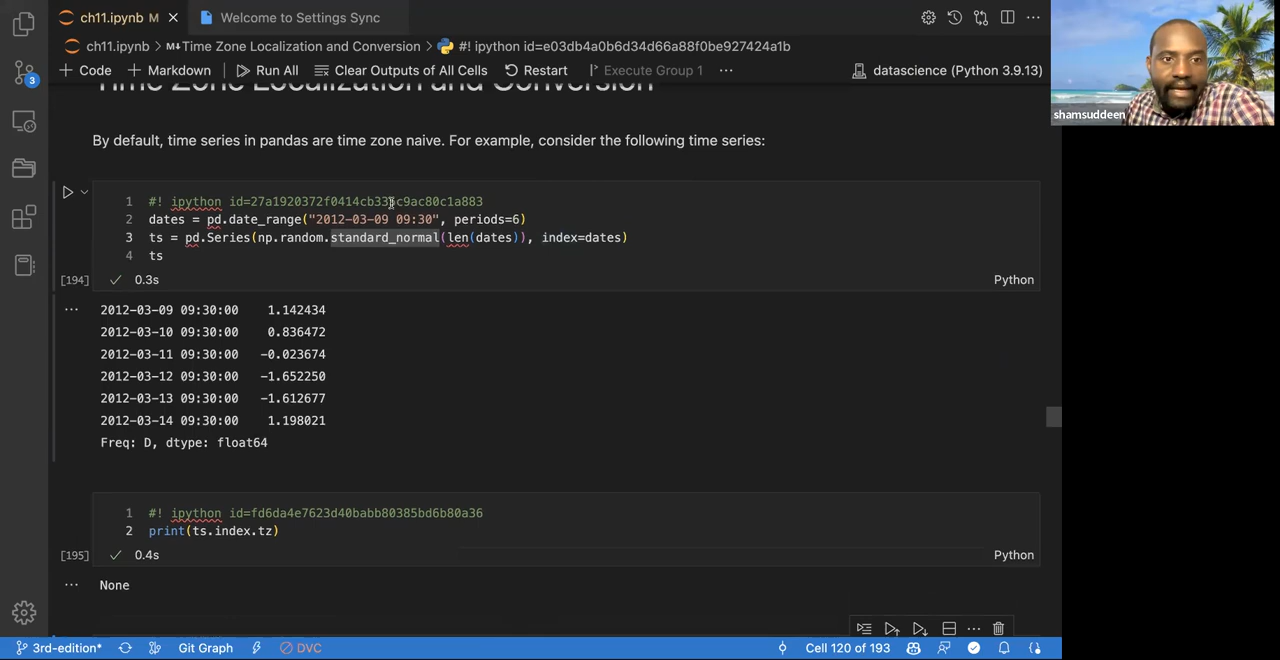 ch11.ipynb M
Welcome to Settings Sync
ch11.ipynb > M↓Time Zone Localization and Conversion > #! ipython id=e03db4a0b6d34d66a88f0be927424a1b
+ Code + Markdown Run All Clear Outputs of All Cells Restart Execute Group 1 ... datascience (Python 3.9.13)
shamsuddeen
3
Time Zone Localization and Conversion
By default, time series in pandas are time zone naive. For example, consider the following time series:
1 #! ipython id=27a1920372f0414cb336c9ac80c1a883
2 dates = pd.date_range("2012-03-09 09:30", periods=6)
3 ts = pd.Series(np.random.standard_normal(len(dates)), index=dates)
4 ts
[194] 0.3s Python
... 2012-03-09 09:30:00 1.142434
2012-03-10 09:30:00 0.836472
2012-03-11 09:30:00 -0.023674
2012-03-12 09:30:00 -1.652250
2012-03-13 09:30:00 -1.612677
2012-03-14 09:30:00 1.198021
Freq: D, dtype: float64
1 #! ipython id=fd6da4e7623d40babb80385bd6b80a36
2 print(ts.index.tz)
[195] 0.4s Python
... None
3rd-edition* Git Graph DVC Cell 120 of 193